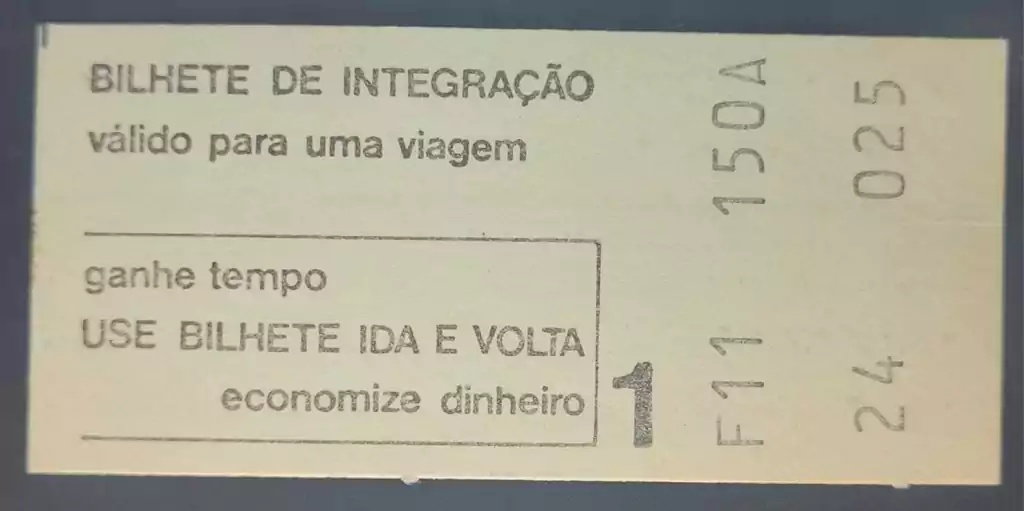 BILHETE DE INTEGRAÇÃO
válido para uma viagem
ganhe tempo
USE BILHETE IDA E VOLTA
economize dinheiro
1
F11 150A
24 025